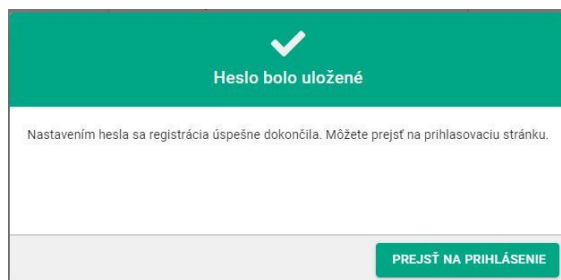 Heslo bolo uložené
Nastavením hesla sa registrácia úspešne dokončila. Môžete prejsť na prihlasovaciu stránku.
PREJSŤ NA PRIHLÁSENIE